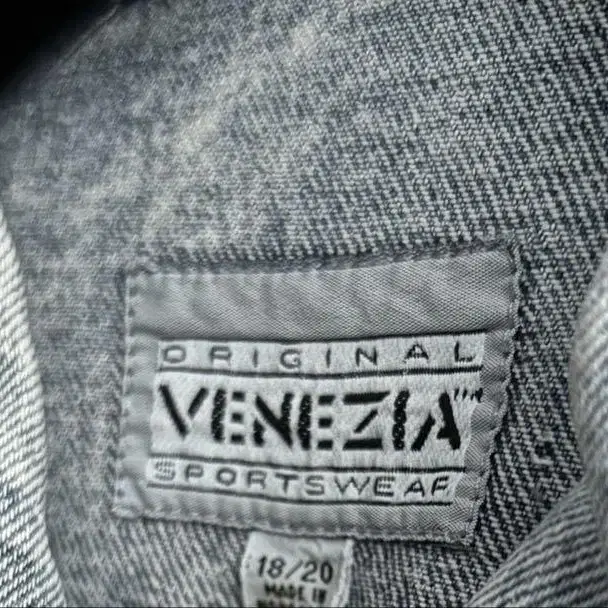 ORIGINAL
VENEZIA™
SPORTSWEAR
18/20
MADE IN